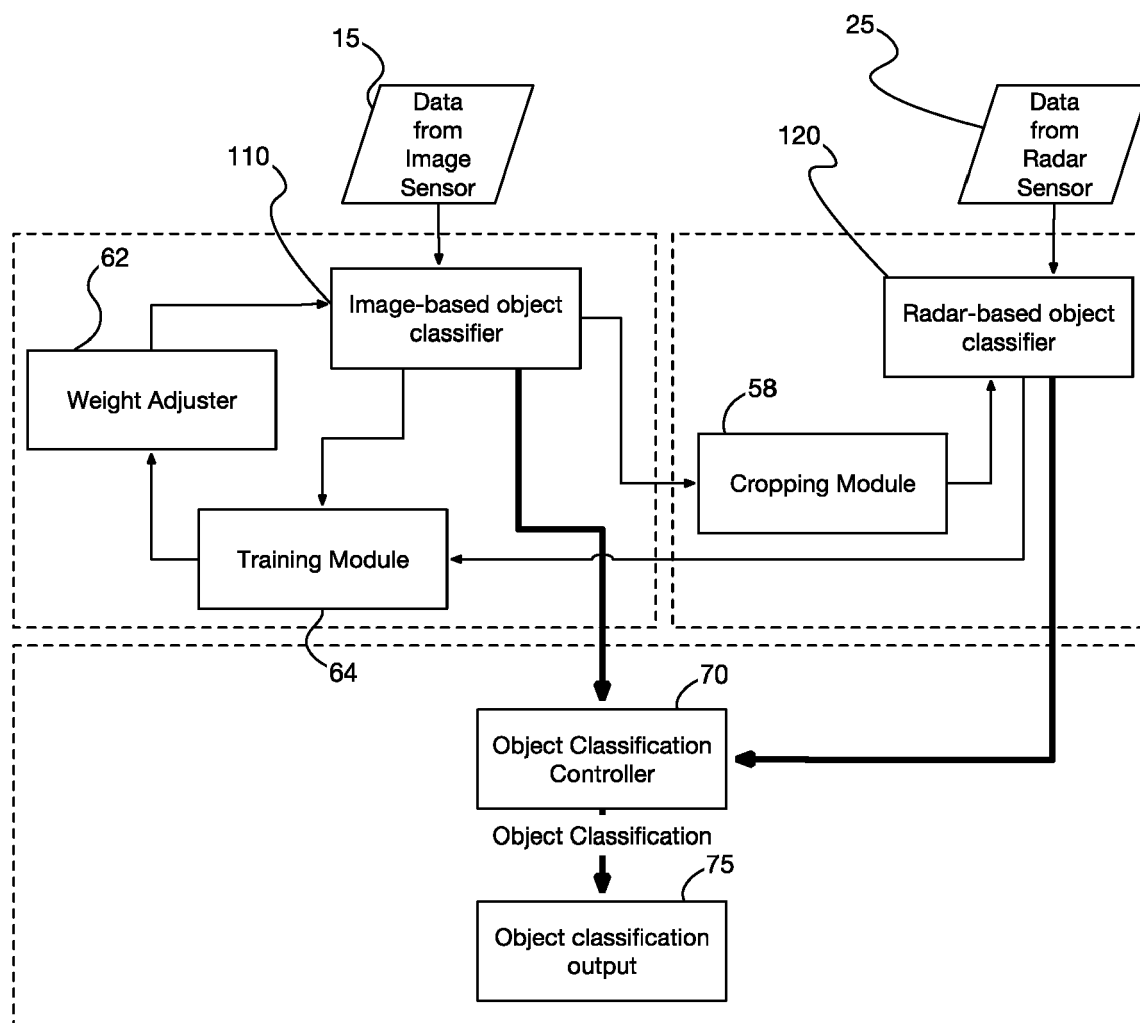 15
25
Data
from
Image
Sensor
Data
from
Radar
Sensor
110
120
62
Image-based object
classifier
Radar-based object
classifier
Weight Adjuster
58
Cropping Module
Training Module
64
70
Object Classification
Controller
Object Classification
75
Object classification
output